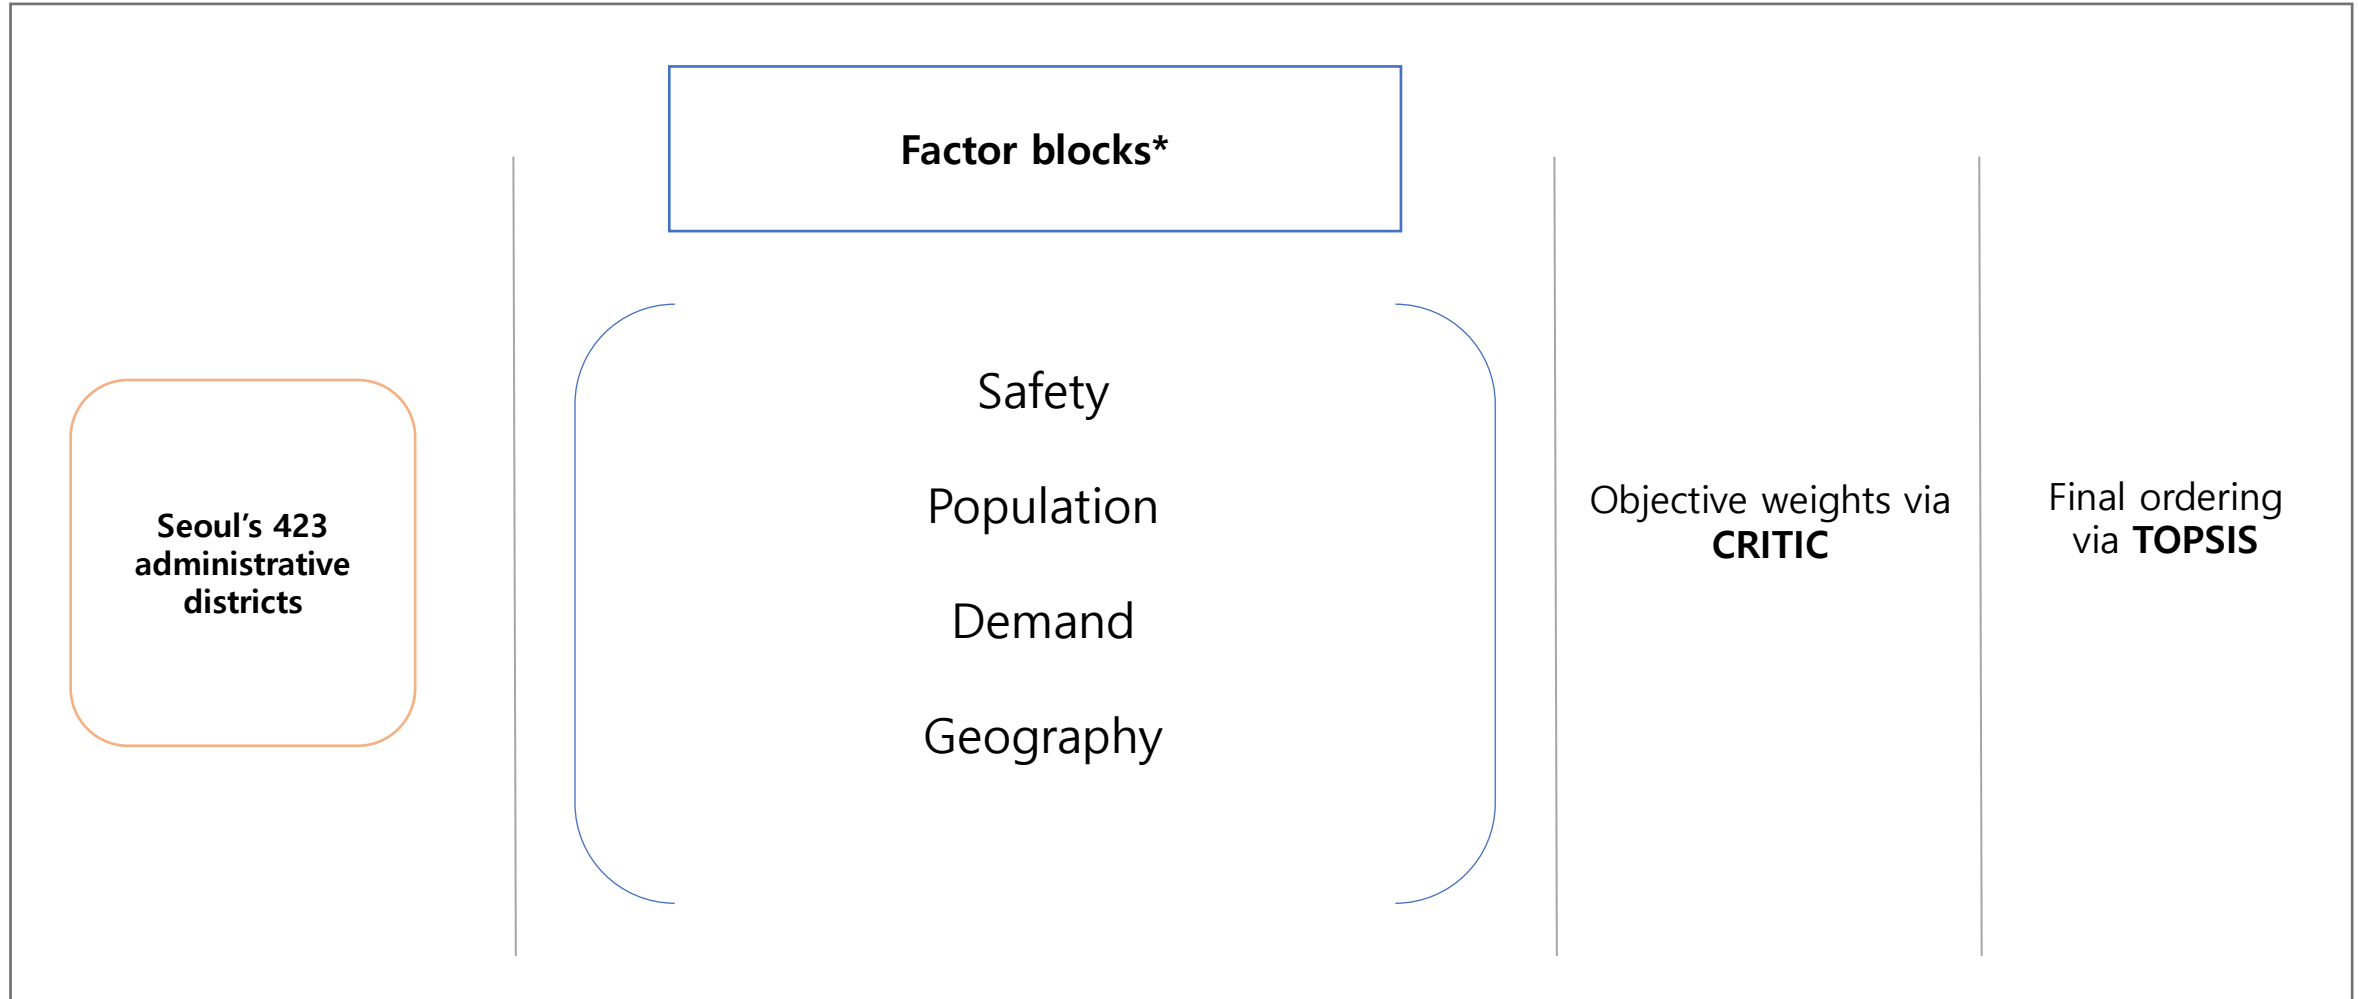 Factor blocks*
Seoul’s 423
administrative
districts
Safety
Population
Demand
Geography
Objective weights via
CRITIC
Final ordering
via TOPSIS